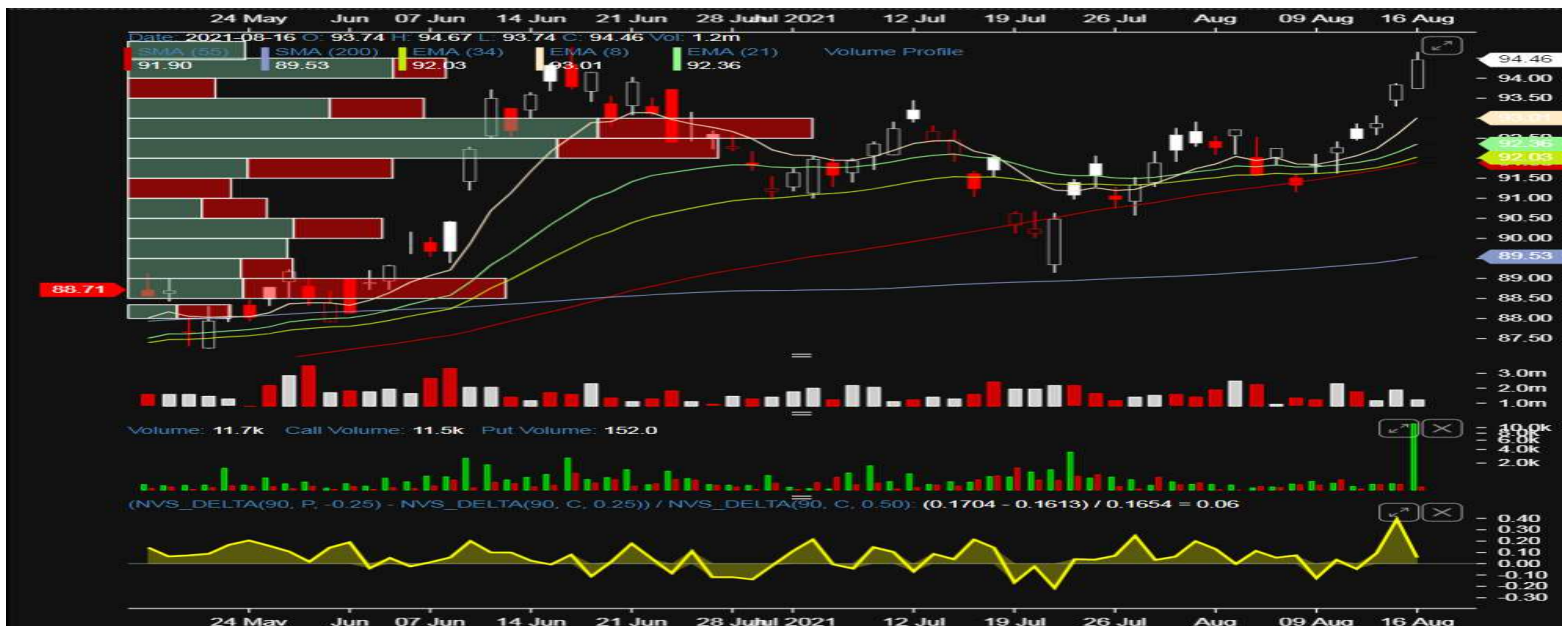 24 May Jun 07 Jun 14 Jun 21 Jun 28 Jun Jul 2021 12 Jul 19 Jul 26 Jul Aug 09 Aug 16 Aug
Date: 2021-08-16 O: 93.74 H: 94.67 L: 93.74 C: 94.46 Vol: 1.2m
SMA (55) SMA (200) EMA (34) EMA (8) EMA (21) Volume Profile
91.90 89.53 92.03 93.01 92.36
94.46
94.00
93.50
93.01
92.50
92.36
92.03
91.50
91.00
90.50
90.00
89.53
89.00
88.71
88.50
88.00
87.50
3.0m
2.0m
1.0m
Volume: 11.7k Call Volume: 11.5k Put Volume: 152.0
10.0k
8.0k
6.0k
4.0k
2.0k
(NVS_DELTA(90, P, -0.25) - NVS_DELTA(90, C, 0.25)) / NVS_DELTA(90, C, 0.50): (0.1704 - 0.1613) / 0.1654 = 0.06
0.40
0.30
0.20
0.10
0.00
-0.10
-0.20
-0.30
24 May Jun 07 Jun 14 Jun 21 Jun 28 Jun Jul 2021 12 Jul 19 Jul 26 Jul Aug 09 Aug 16 Aug